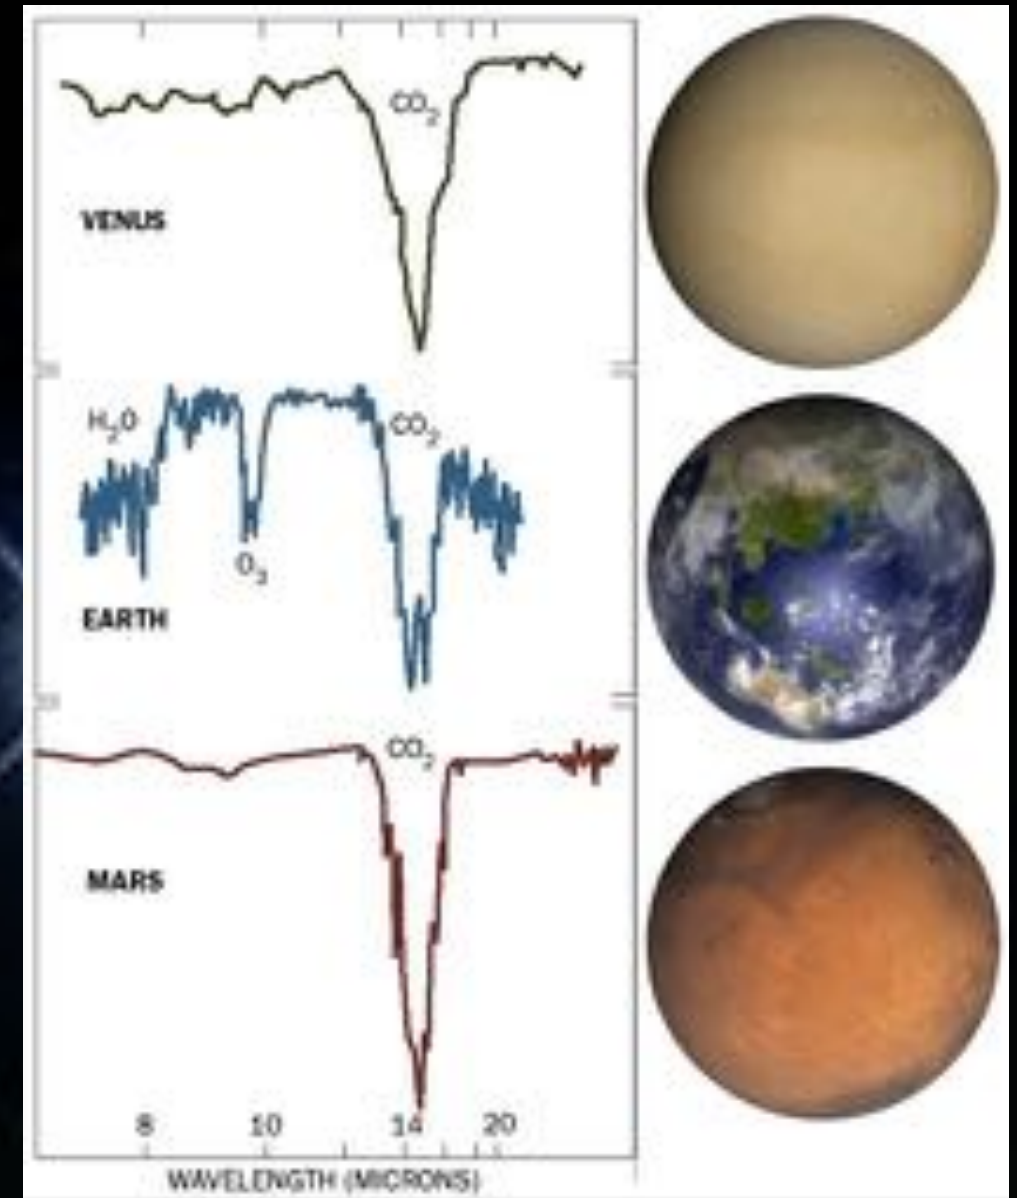 CO₂
VENUS
H₂O
CO₂
O₃
EARTH
CO₂
MARS
8 10 14 20
WAVELENGTH (MICRONS)